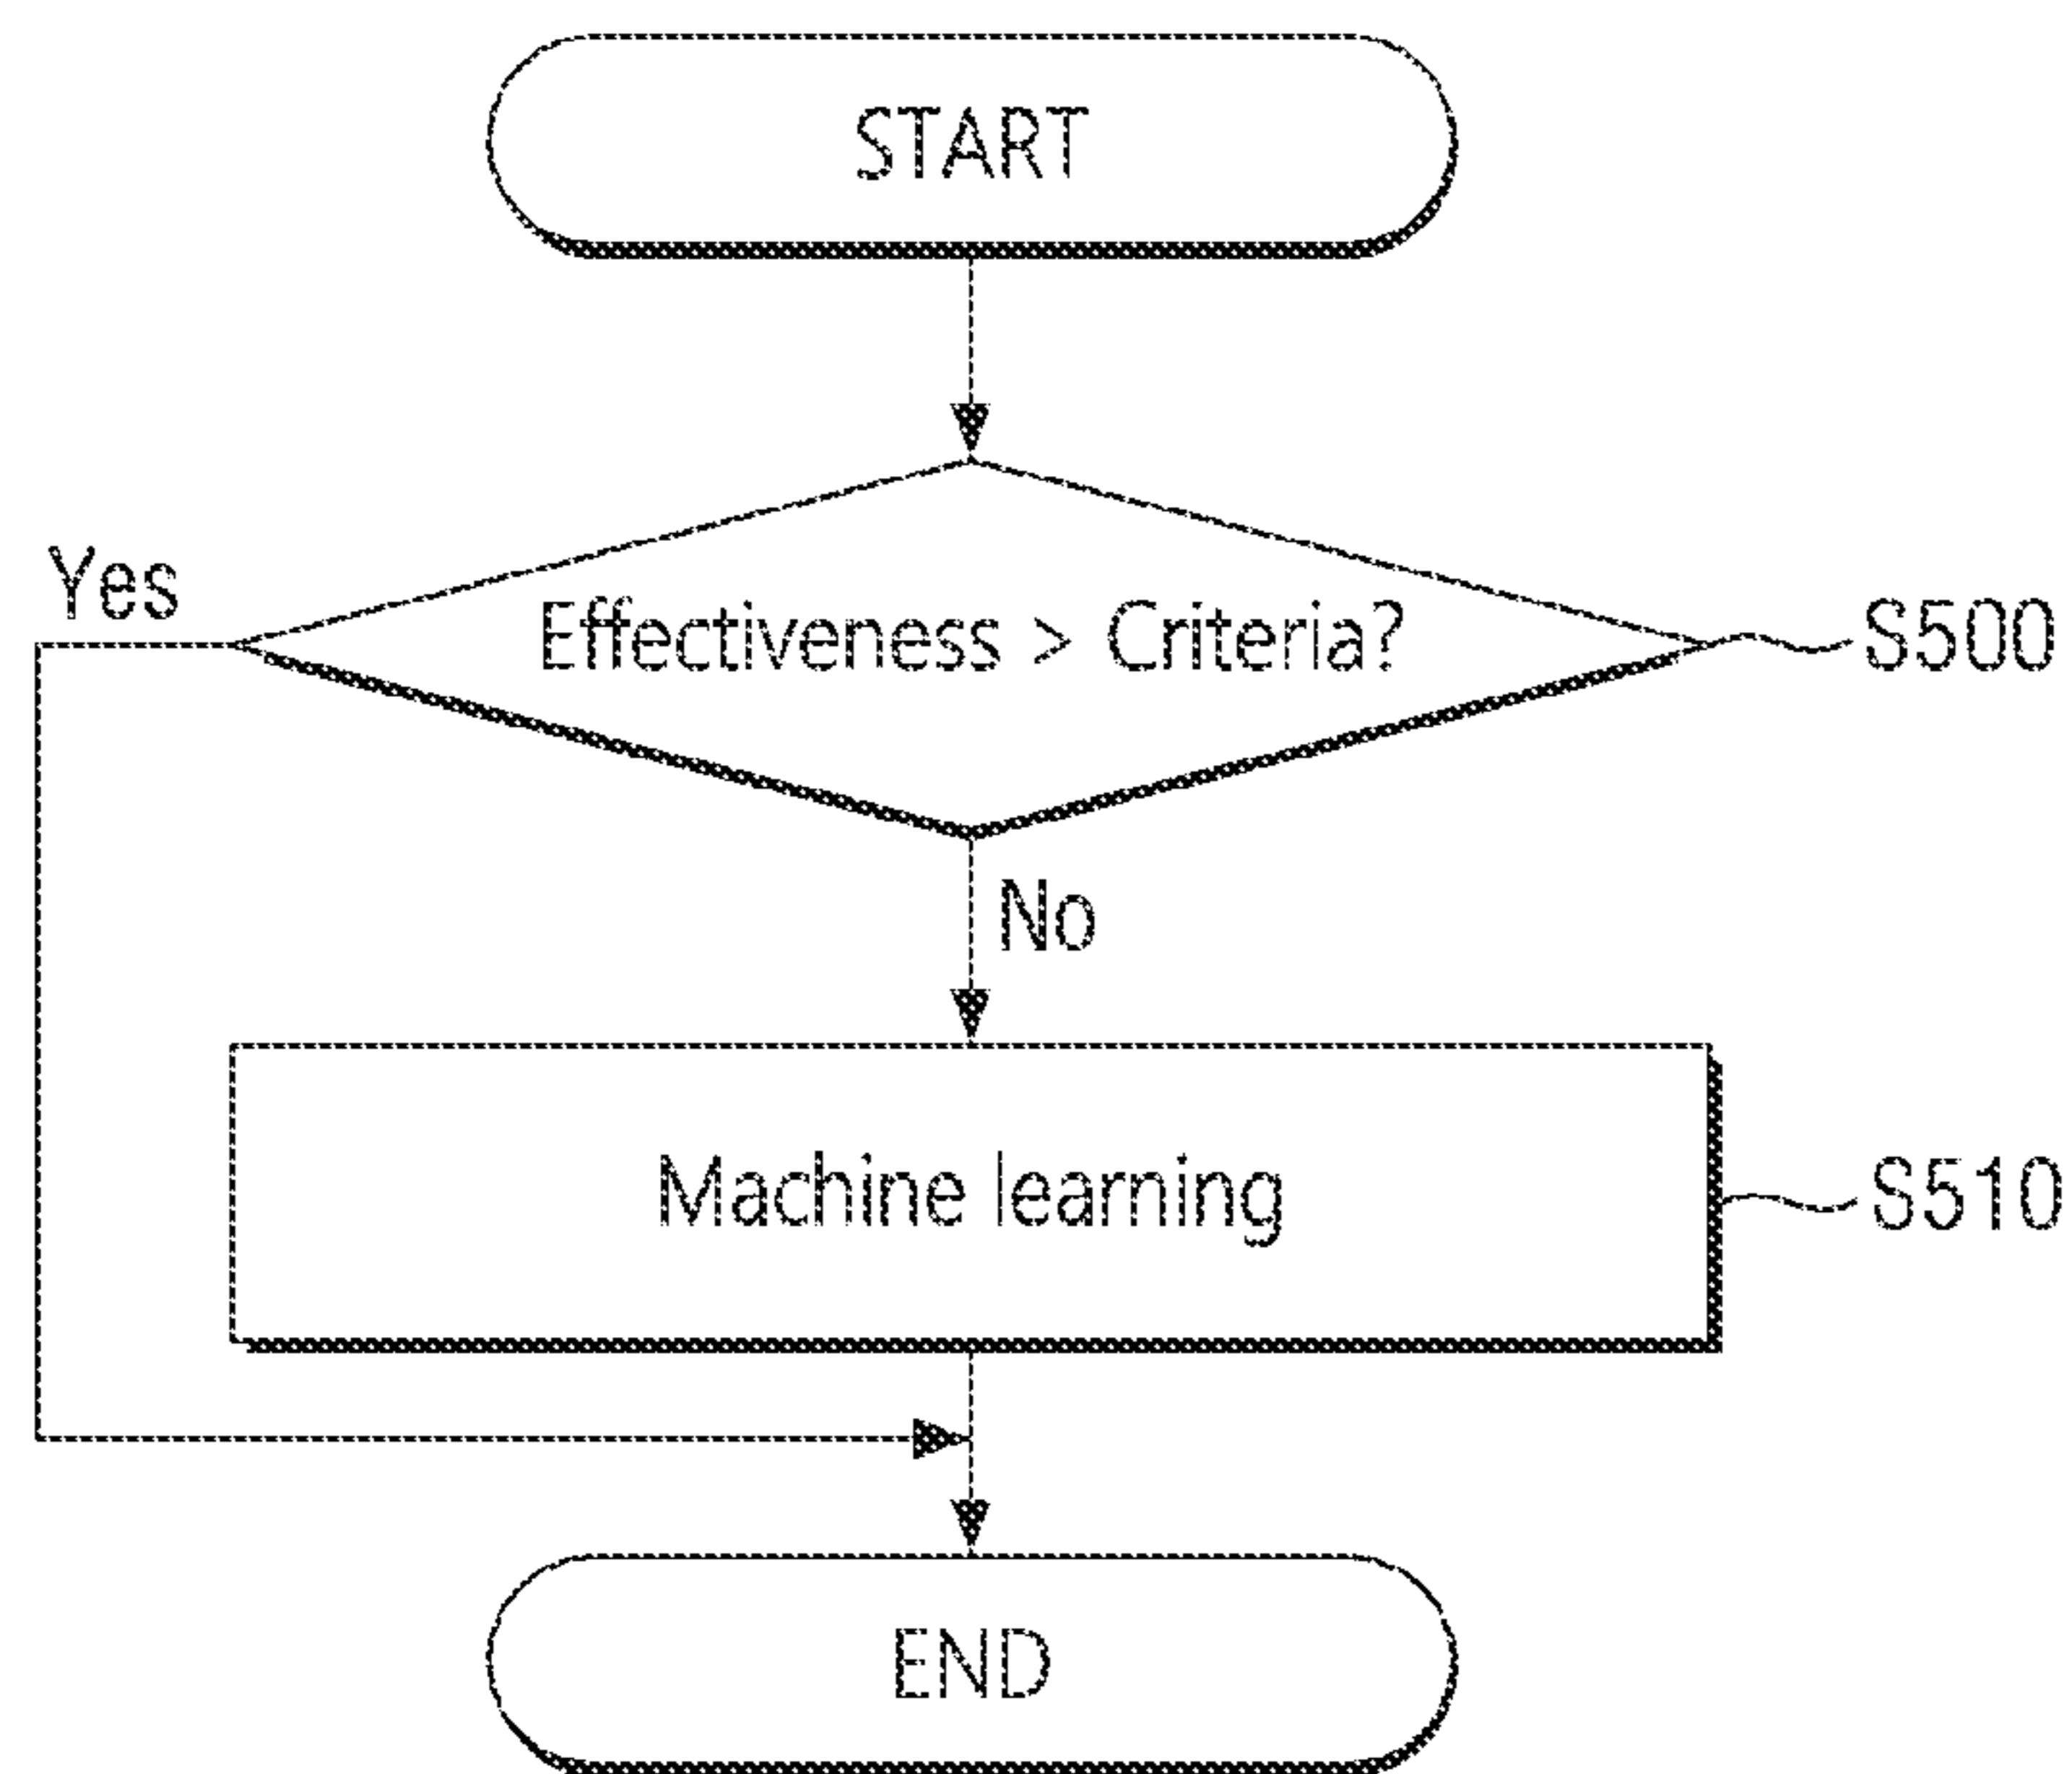 START
Yes
Effectiveness > Criteria?
S500
No
Machine learning
S510
END